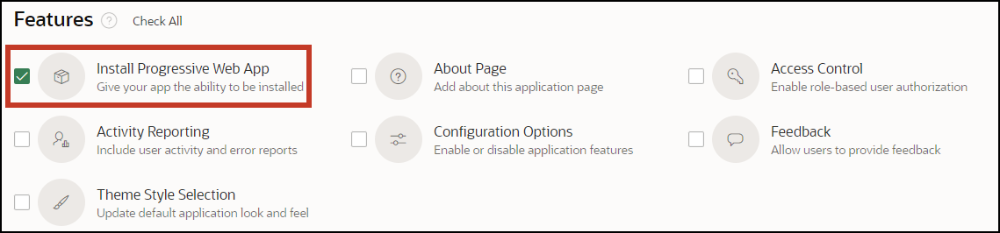 Features ? Check All
Install Progressive Web App
Give your app the ability to be installed
? About Page
Add about this application page
Access Control
Enable role-based user authorization
Activity Reporting
Include user activity and error reports
Configuration Options
Enable or disable application features
Feedback
Allow users to provide feedback
Theme Style Selection
Update default application look and feel